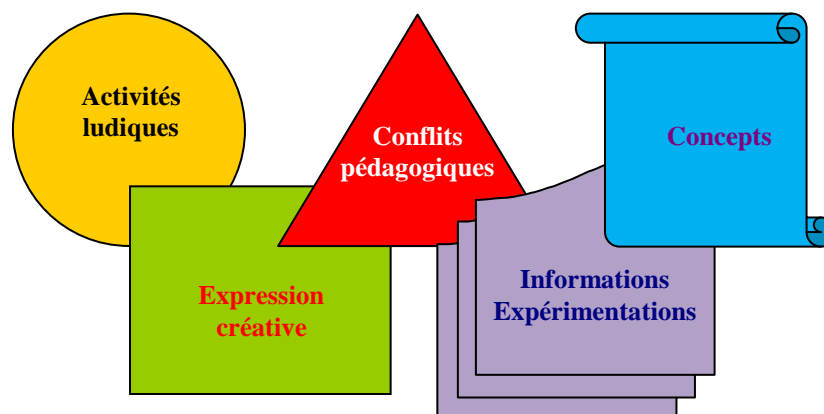 Activités
ludiques
Conflits
pédagogiques
Concepts
Expression
créative
Informations
Expérimentations